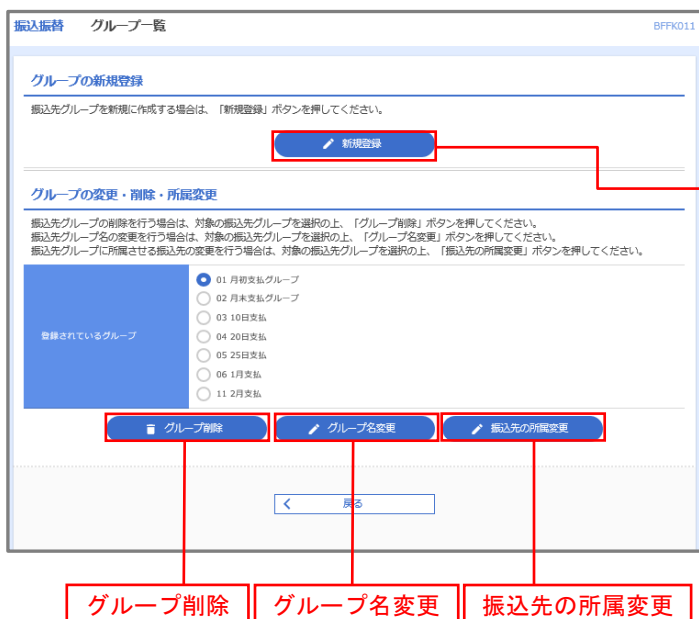 振込振替 グループ一覧 BFFK011
グループの新規登録
振込先グループを新規に作成する場合は、「新規登録」ボタンを押してください。
新規登録
グループの変更・削除・所属変更
振込先グループの削除を行う場合は、対象の振込先グループを選択の上、「グループ削除」ボタンを押してください。
振込先グループ名の変更を行う場合は、対象の振込先グループを選択の上、「グループ名変更」ボタンを押してください。
振込先グループに所属させる振込先の変更を行う場合は、対象の振込先グループを選択の上、「振込先の所属変更」ボタンを押してください。
登録されているグループ
01 月初支払グループ
02 月末支払グループ
03 10日支払
04 20日支払
05 25日支払
06 1月支払
11 2月支払
グループ削除 グループ名変更 振込先の所属変更
戻る
グループ削除 グループ名変更 振込先の所属変更